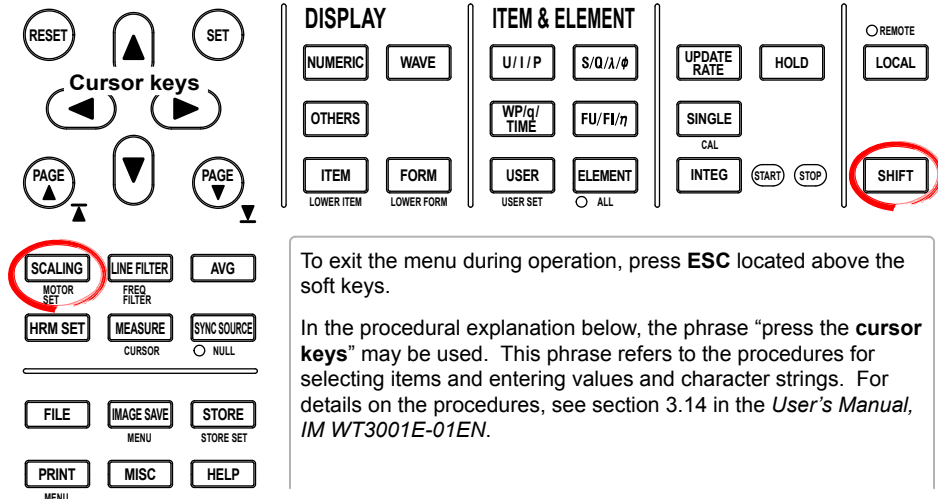 RESET
SET
Cursor keys
PAGE
PAGE
DISPLAY
NUMERIC
WAVE
OTHERS
ITEM
FORM
LOWER ITEM
LOWER FORM
ITEM & ELEMENT
U/I/P
S/Q/λ/ϕ
WP/q/
TIME
FU/FI/η
USER
ELEMENT
USER SET
ALL
UPDATE
RATE
HOLD
SINGLE
CAL
INTEG
START
STOP
REMOTE
LOCAL
SHIFT
SCALING
LINE FILTER
AVG
MOTOR
SET
FREQ
FILTER
HRM SET
MEASURE
SYNC SOURCE
CURSOR
NULL
FILE
IMAGE SAVE
STORE
MENU
STORE SET
PRINT
MISC
HELP
MENU
To exit the menu during operation, press ESC located above the
soft keys.
In the procedural explanation below, the phrase “press the cursor
keys” may be used. This phrase refers to the procedures for
selecting items and entering values and character strings. For
details on the procedures, see section 3.14 in the User’s Manual,
IM WT3001E-01EN.